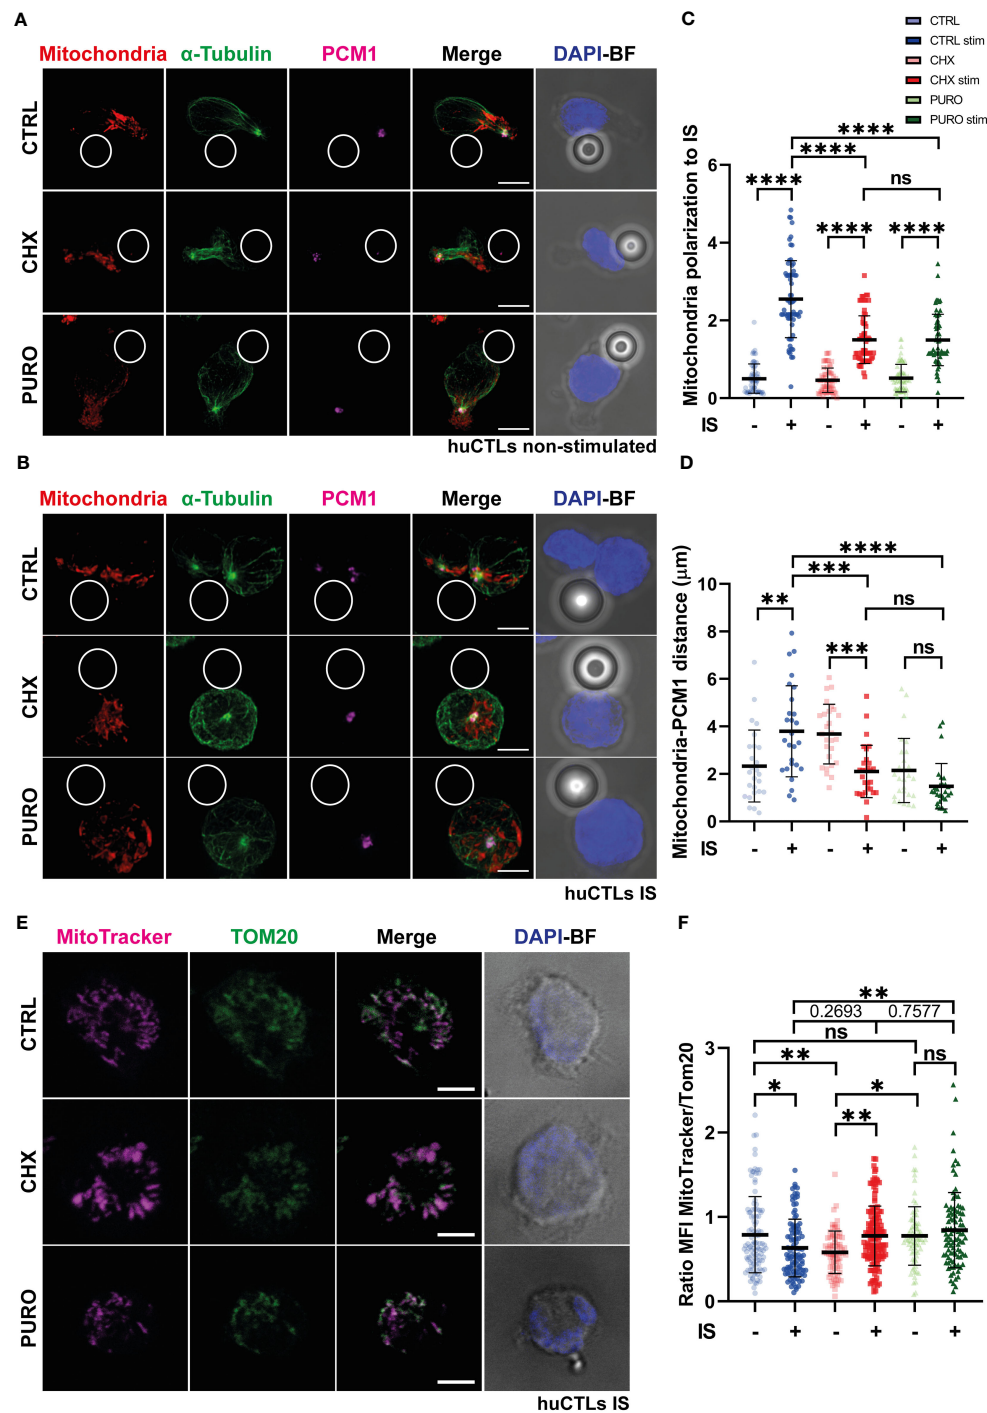 A
Mitochondria α-Tubulin PCM1 Merge DAPI-BF
CTRL
CHX
PURO
huCTLs non-stimulated
B
Mitochondria α-Tubulin PCM1 Merge DAPI-BF
CTRL
CHX
PURO
huCTLs IS
C
CTRL
CTRL stim
CHX
CHX stim
PURO
PURO stim
Mitochondria polarization to IS
6
4
2
0
****
****
****
ns
****
****
IS - + - + - +
D
Mitochondria-PCM1 distance (μm)
10
8
6
4
2
0
****
***
**
ns
***
ns
IS - + - + - +
E
MitoTracker TOM20 Merge DAPI-BF
CTRL
CHX
PURO
huCTLs IS
F
Ratio MFI MitoTracker/Tom20
3
2
1
0
**
0.2693 0.7577
ns
**
ns
*
*
**
IS - + - + - +